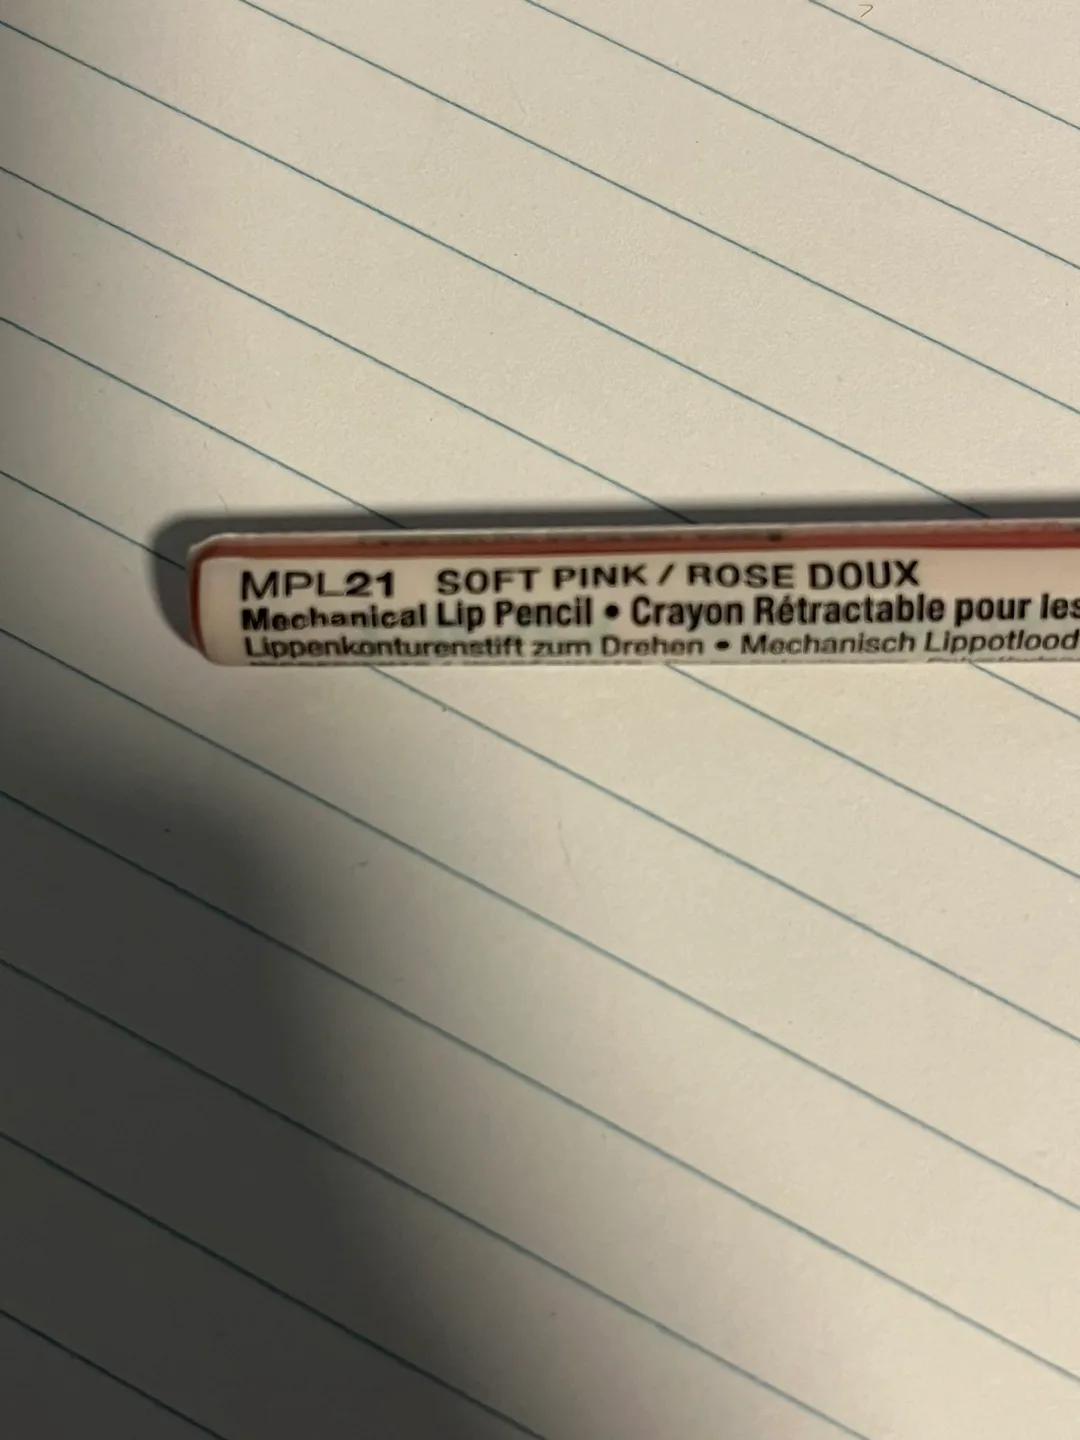 MPL21 SOFT PINK / ROSE DOUX
Mechanical Lip Pencil • Crayon Rétractable pour les
Lippenkonturenstift zum Drehen • Mechanisch Lippotlood